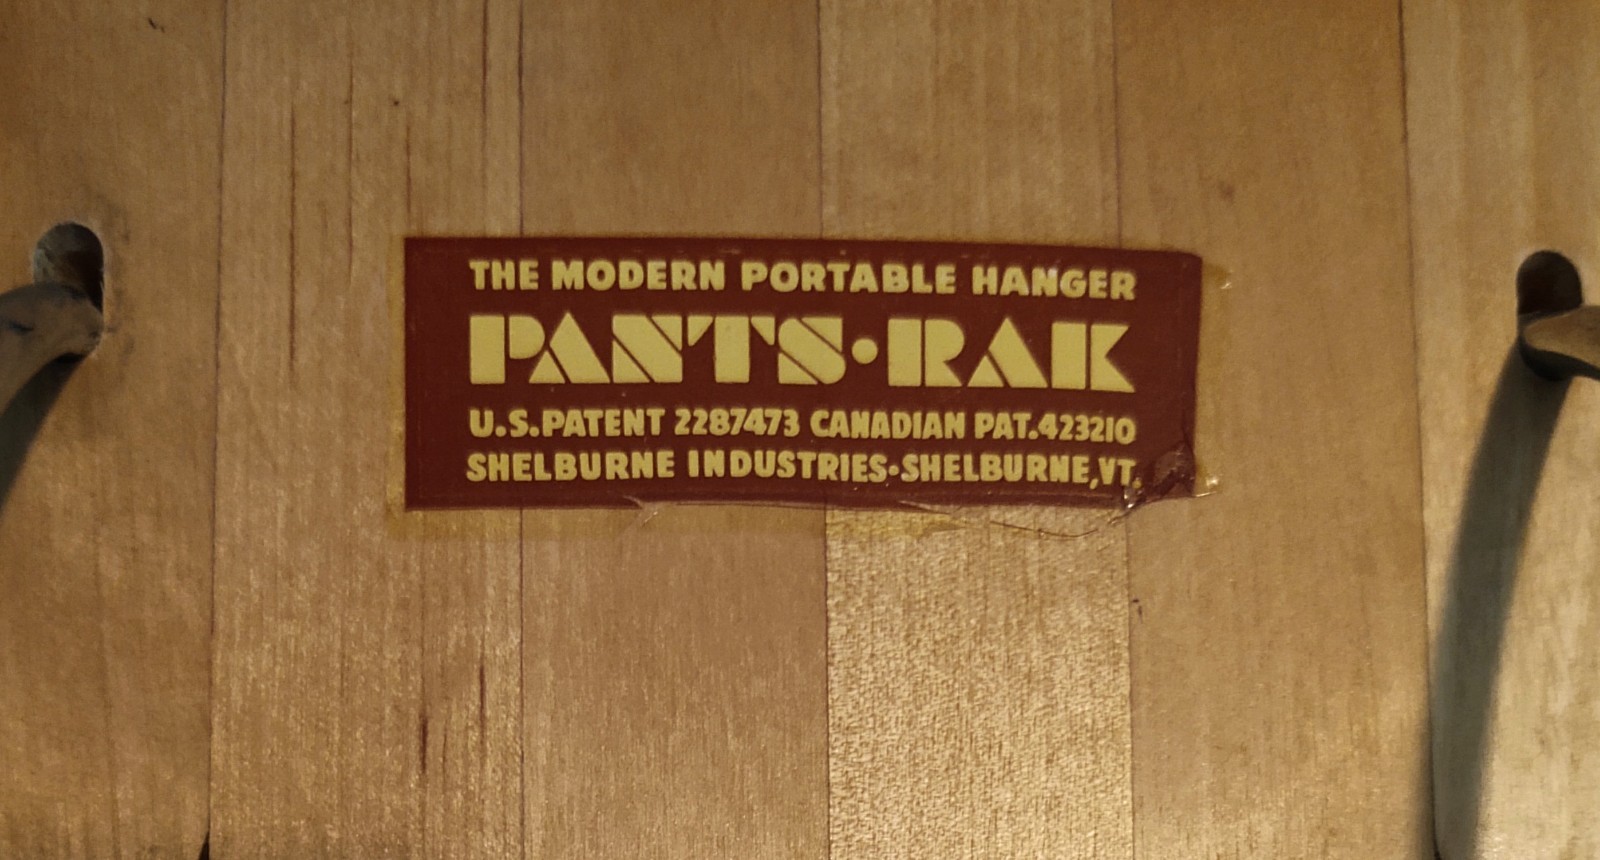 THE MODERN PORTABLE HANGER
PANTS•RAK
U.S.PATENT 2287473 CANADIAN PAT.423210
SHELBURNE INDUSTRIES•SHELBURNE,VT.